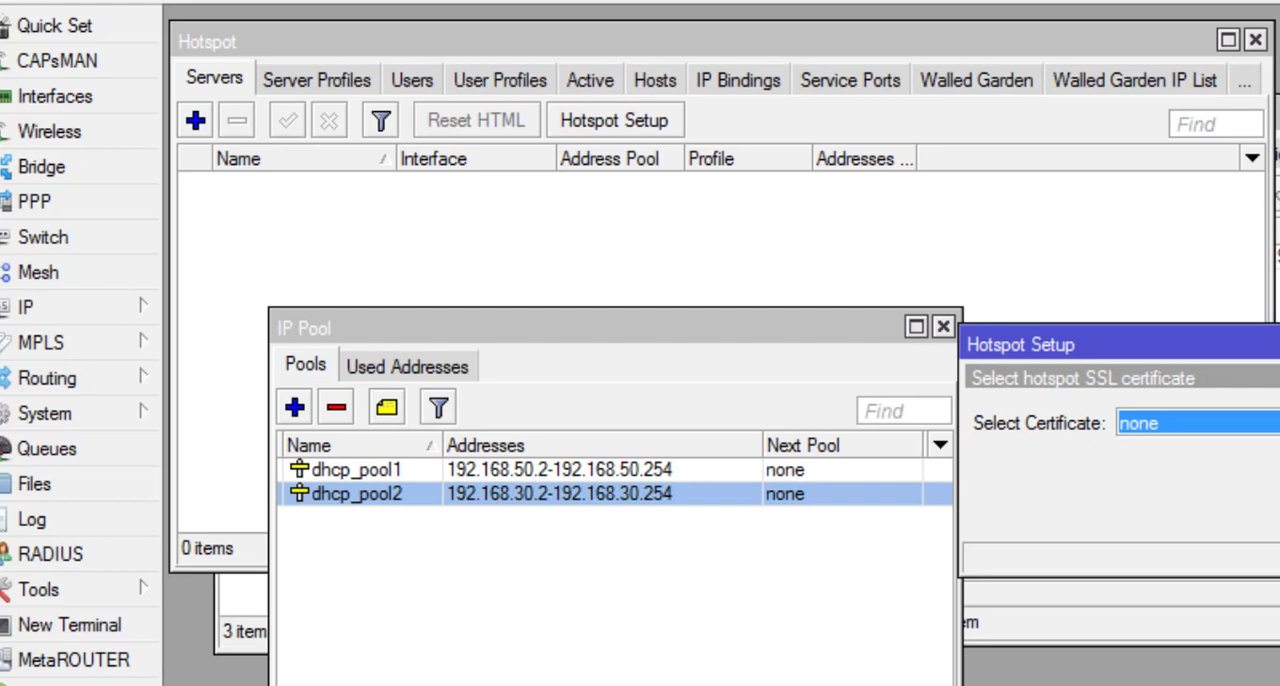 Quick Set
CAPsMAN
Interfaces
Wireless
Bridge
PPP
Switch
Mesh
IP
MPLS
Routing
System
Queues
Files
Log
RADIUS
Tools
New Terminal
MetaROUTER
Hotspot
Servers Server Profiles Users User Profiles Active Hosts IP Bindings Service Ports Walled Garden Walled Garden IP List ...
Reset HTML Hotspot Setup Find
Name Interface Address Pool Profile Addresses ...
0 items
3 item
IP Pool
Pools Used Addresses
Find
Name Addresses Next Pool
dhcp_pool1 192.168.50.2-192.168.50.254 none
dhcp_pool2 192.168.30.2-192.168.30.254 none
Hotspot Setup
Select hotspot SSL certificate
Select Certificate: none
em